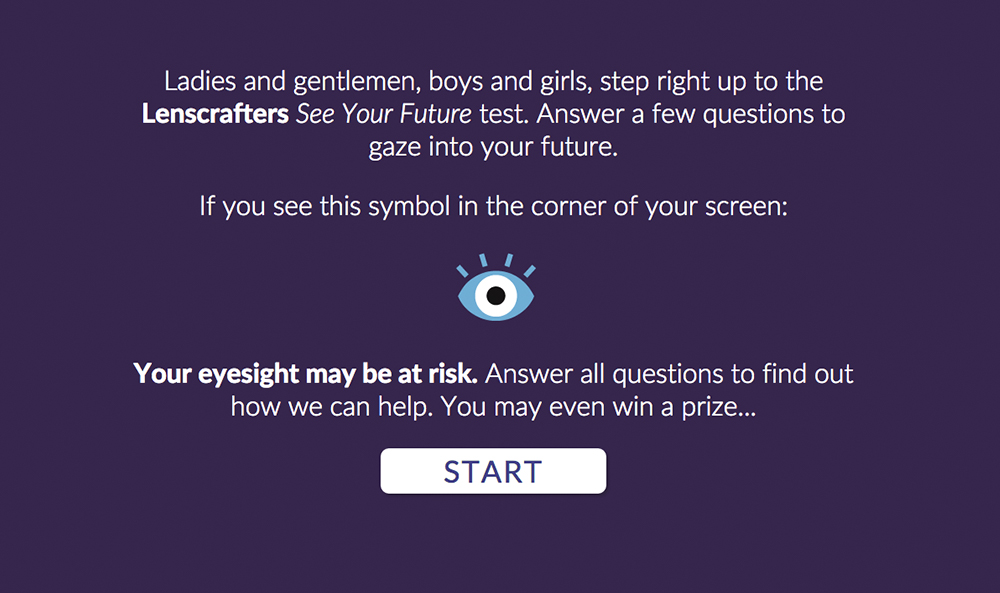 Ladies and gentlemen, boys and girls, step right up to the
Lenscrafters See Your Future test. Answer a few questions to
gaze into your future.
If you see this symbol in the corner of your screen:
Your eyesight may be at risk. Answer all questions to find out
how we can help. You may even win a prize...
START